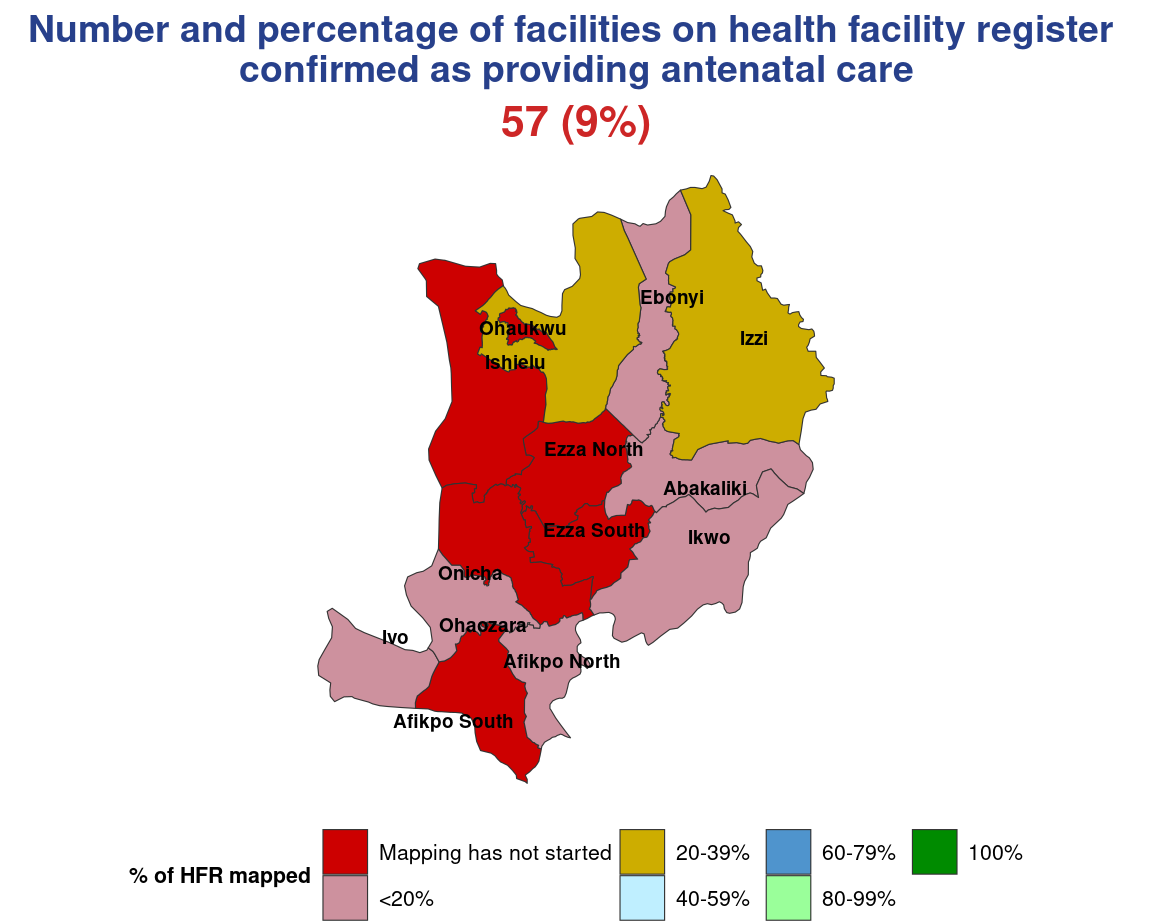 Number and percentage of facilities on health facility register
confirmed as providing antenatal care
57 (9%)
Ebonyi
Ohaukwu
Izzi
Ishielu
Ezza North
Abakaliki
Ezza South
Ikwo
Onicha
Ohaozara
Ivo
Afikpo North
Afikpo South
% of HFR mapped
Mapping has not started
<20%
20-39%
40-59%
60-79%
80-99%
100%